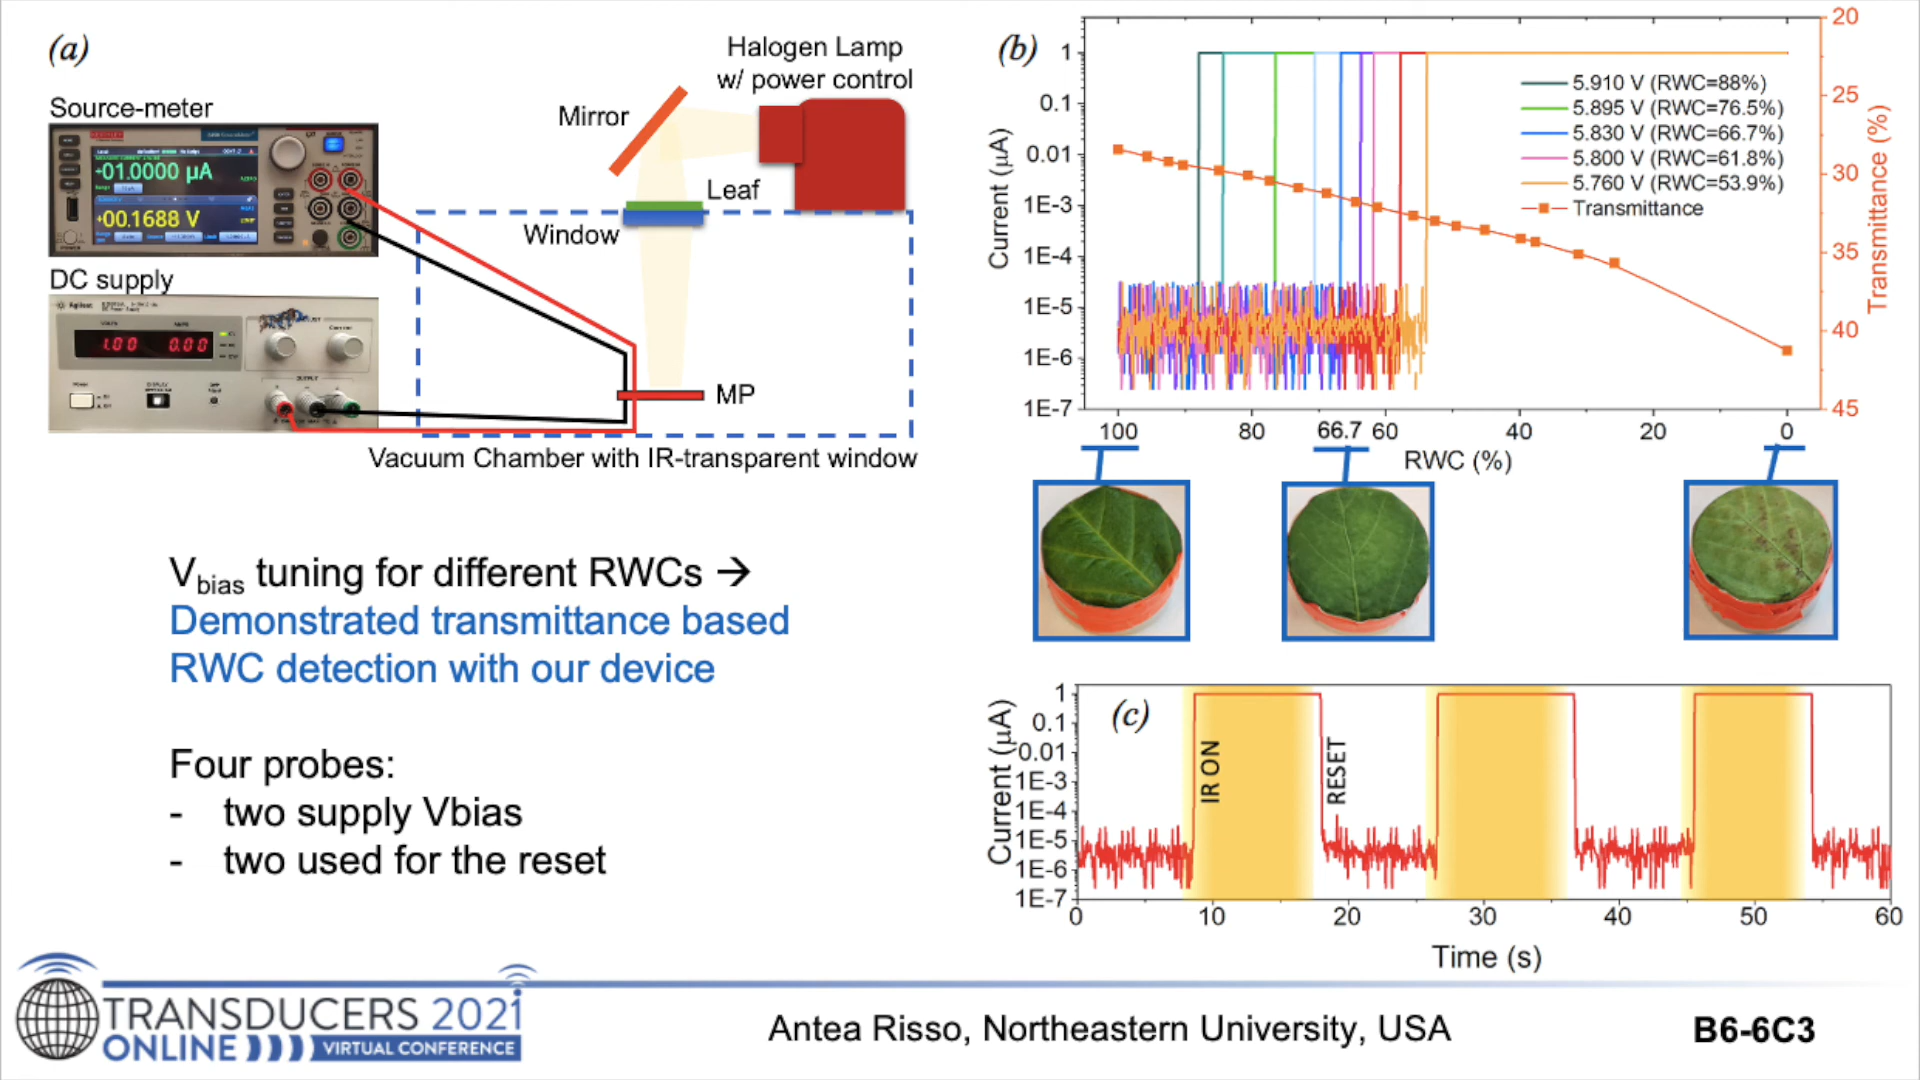 (a)
Source-meter
+01.0000 μA
+00.1688 V
DC supply
Agilent
1.00 0.00
Halogen Lamp
w/ power control
Mirror
Leaf
Window
MP
Vacuum Chamber with IR-transparent window
(b)
Current (μA)
1
0.1
0.01
1E-3
1E-4
1E-5
1E-6
1E-7
5.910 V (RWC=88%)
5.895 V (RWC=76.5%)
5.830 V (RWC=66.7%)
5.800 V (RWC=61.8%)
5.760 V (RWC=53.9%)
Transmittance
20
25
30
35
40
45
Transmittance (%)
100 80 66.7 60 40 20 0
RWC (%)
Vbias tuning for different RWCs →
Demonstrated transmittance based
RWC detection with our device
Four probes:
- two supply Vbias
- two used for the reset
(c)
Current (μA)
1
0.1
0.01
1E-3
1E-4
1E-5
1E-6
1E-7
IR ON
RESET
0 10 20 30 40 50 60
Time (s)
TRANSDUCERS 2021
ONLINE VIRTUAL CONFERENCE
Antea Risso, Northeastern University, USA
B6-6C3